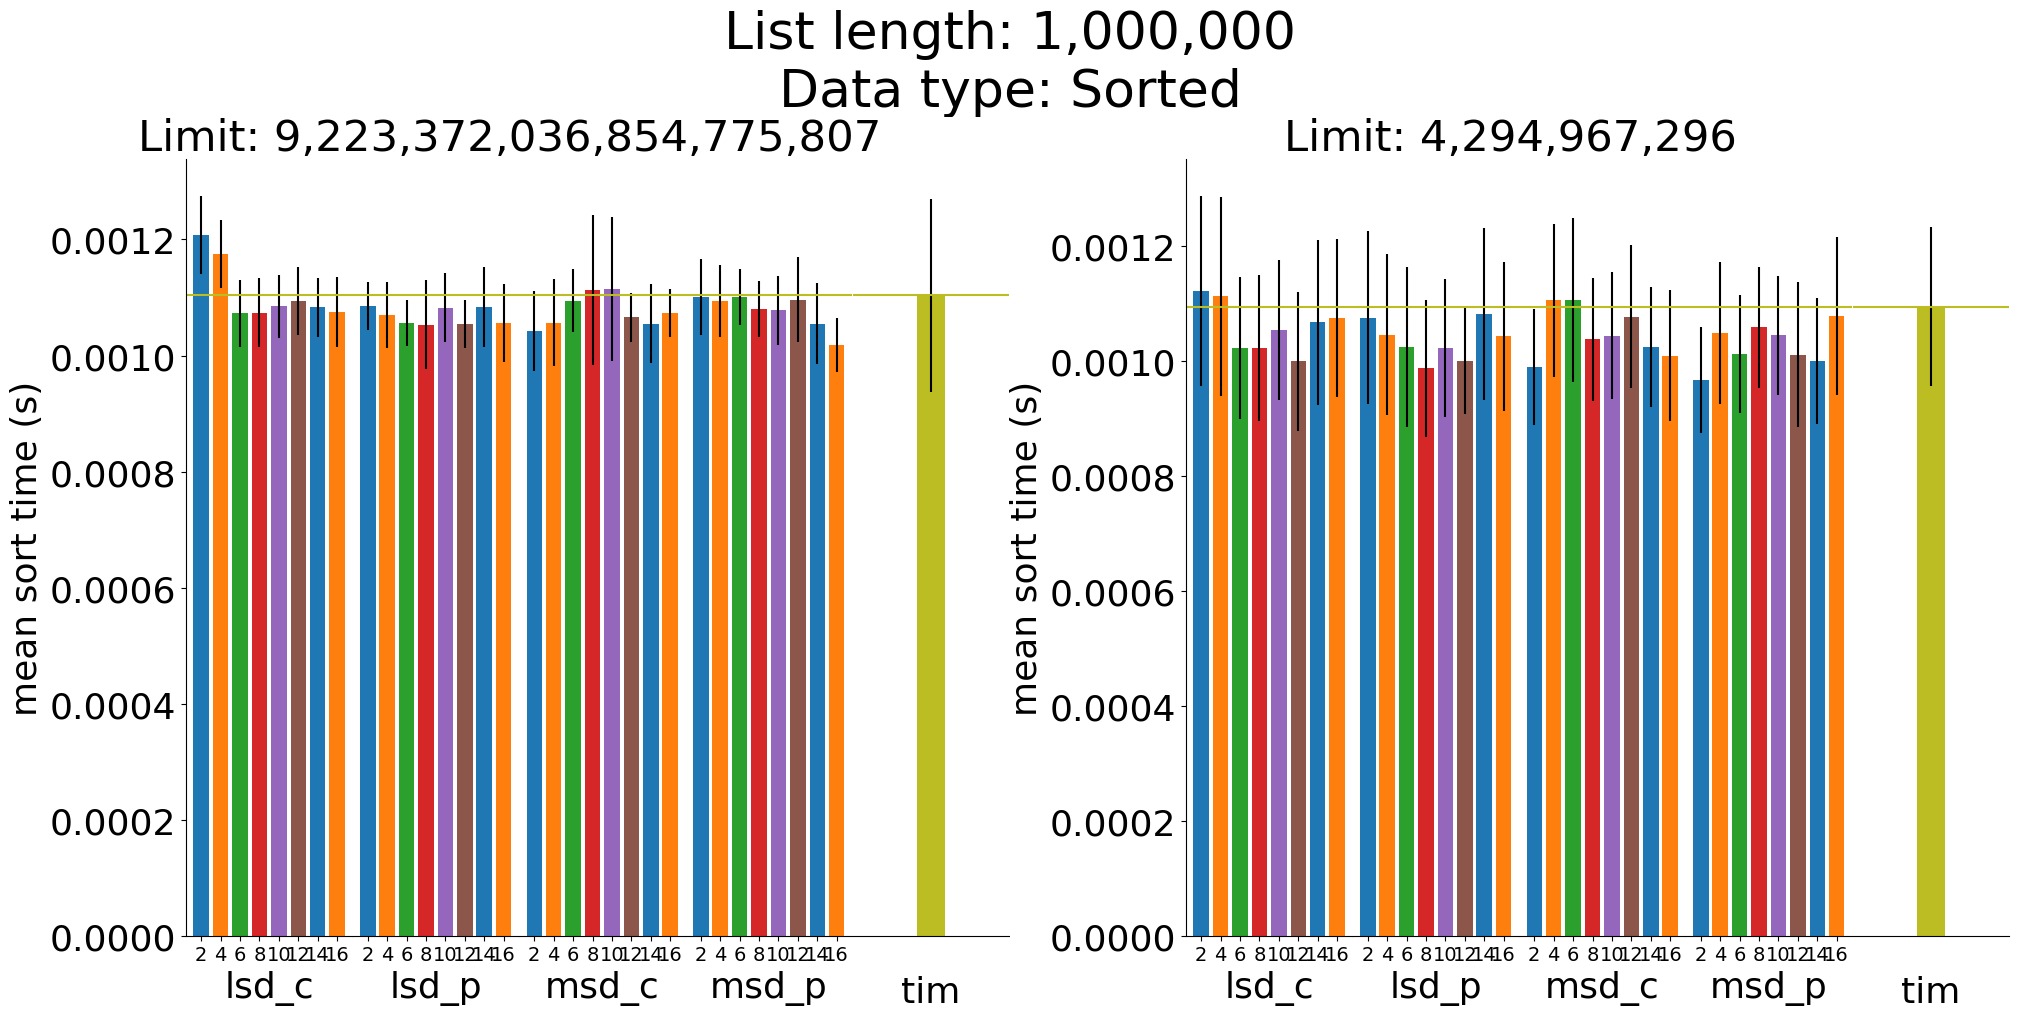 List length: 1,000,000
Data type: Sorted
Limit: 9,223,372,036,854,775,807
mean sort time (s)
0.0012
0.0010
0.0008
0.0006
0.0004
0.0002
0.0000
2 4 6 8 10 12 14 16 2 4 6 8 10 12 14 16 2 4 6 8 10 12 14 16 2 4 6 8 10 12 14 16
lsd_c lsd_p msd_c msd_p tim
Limit: 4,294,967,296
mean sort time (s)
0.0012
0.0010
0.0008
0.0006
0.0004
0.0002
0.0000
2 4 6 8 10 12 14 16 2 4 6 8 10 12 14 16 2 4 6 8 10 12 14 16 2 4 6 8 10 12 14 16
lsd_c lsd_p msd_c msd_p tim